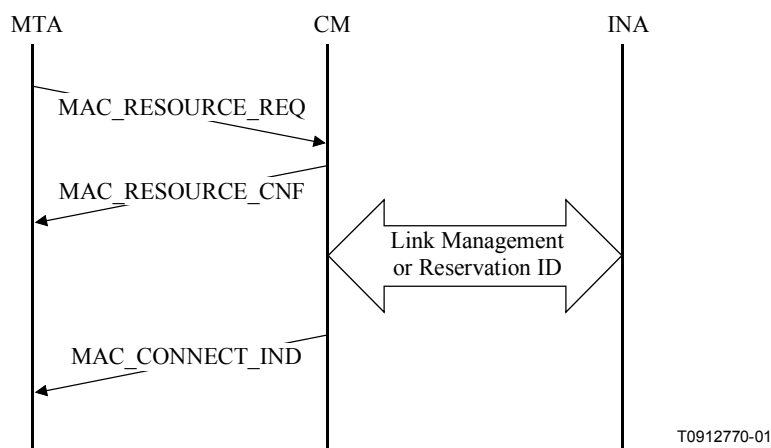 MTA
CM
INA
MAC_RESOURCE_REQ
MAC_RESOURCE_CNF
Link Management
or Reservation ID
MAC_CONNECT_IND
T0912770-01